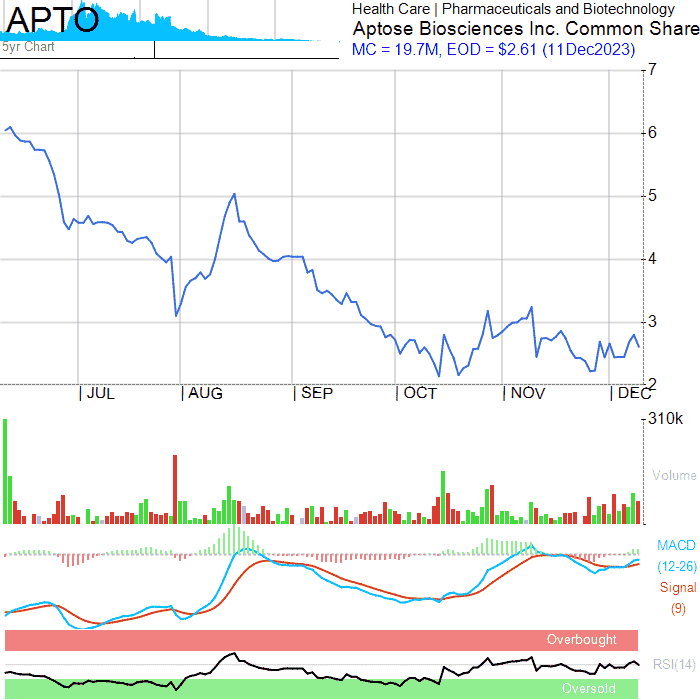 APTO
5yr Chart
Health Care | Pharmaceuticals and Biotechnology
Aptose Biosciences Inc. Common Share
MC = 19.7M, EOD = $2.61 (11Dec2023)
7
6
5
4
3
2
| JUL | AUG | SEP | OCT | NOV | DEC
310k
Volume
MACD
(12-26)
Signal
(9)
Overbought
RSI(14)
Oversold